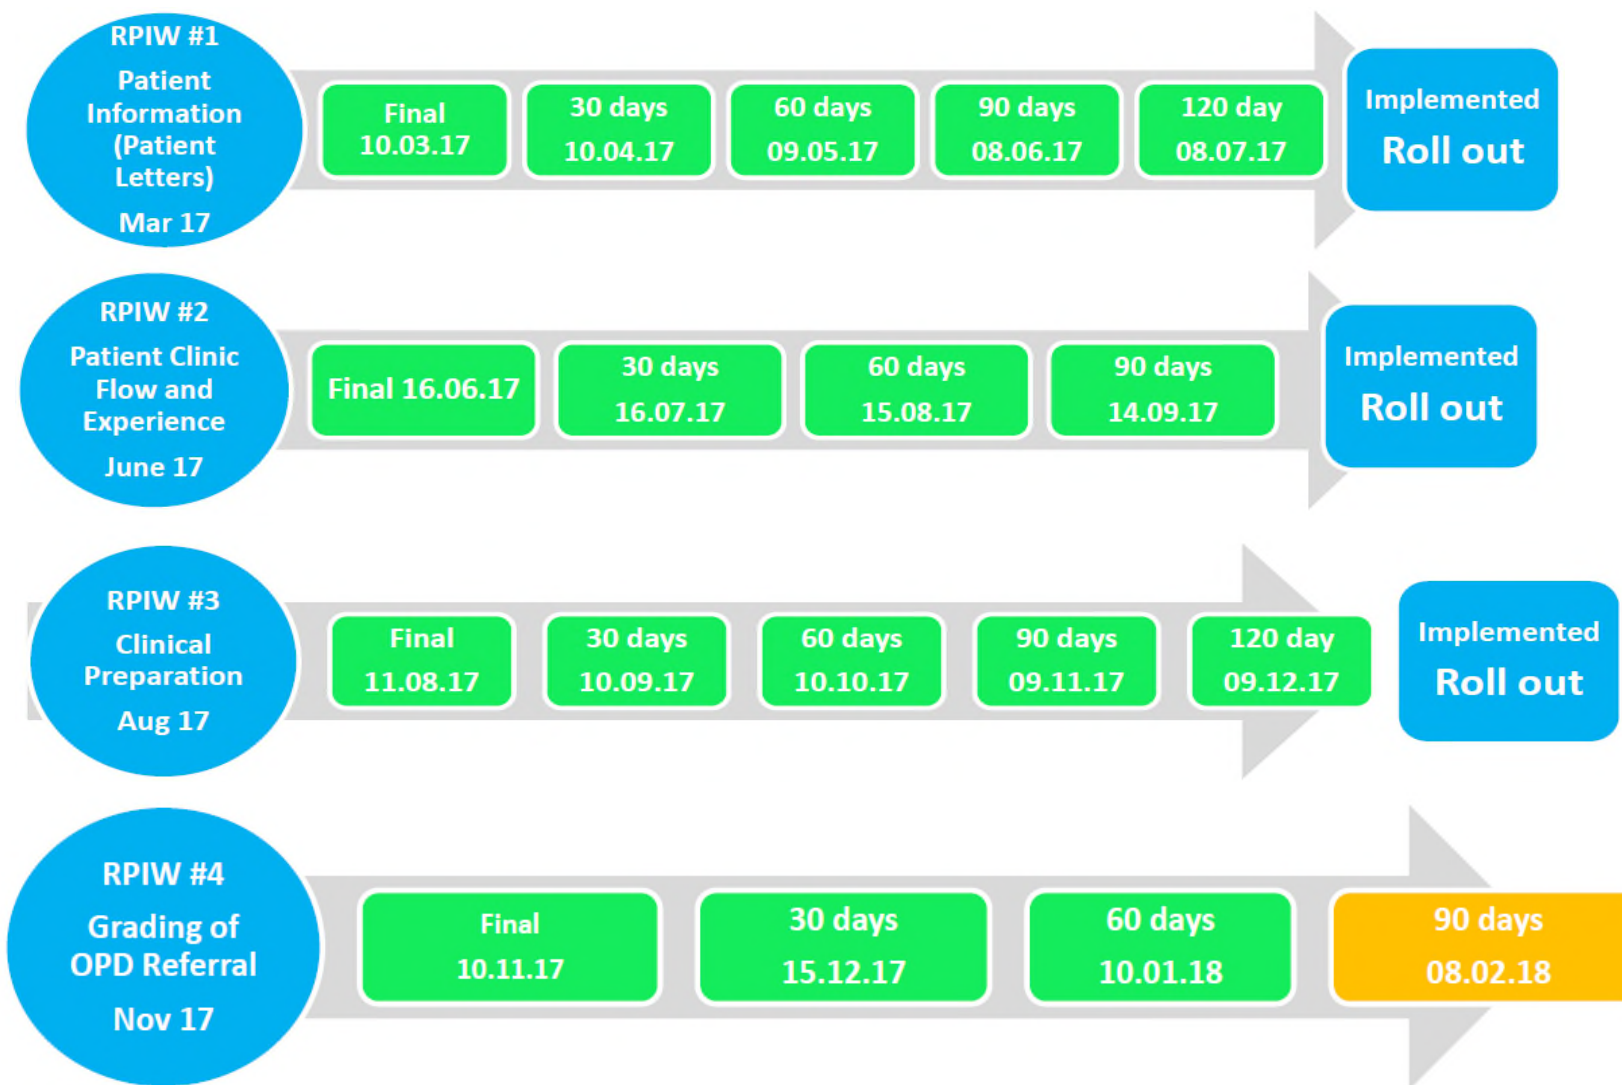 RPIW #1
Patient
Information
(Patient
Letters)
Mar 17
Final
10.03.17
30 days
10.04.17
60 days
09.05.17
90 days
08.06.17
120 day
08.07.17
Implemented
Roll out
RPIW #2
Patient Clinic
Flow and
Experience
June 17
Final 16.06.17
30 days
16.07.17
60 days
15.08.17
90 days
14.09.17
Implemented
Roll out
RPIW #3
Clinical
Preparation
Aug 17
Final
11.08.17
30 days
10.09.17
60 days
10.10.17
90 days
09.11.17
120 day
09.12.17
Implemented
Roll out
RPIW #4
Grading of
OPD Referral
Nov 17
Final
10.11.17
30 days
15.12.17
60 days
10.01.18
90 days
08.02.18